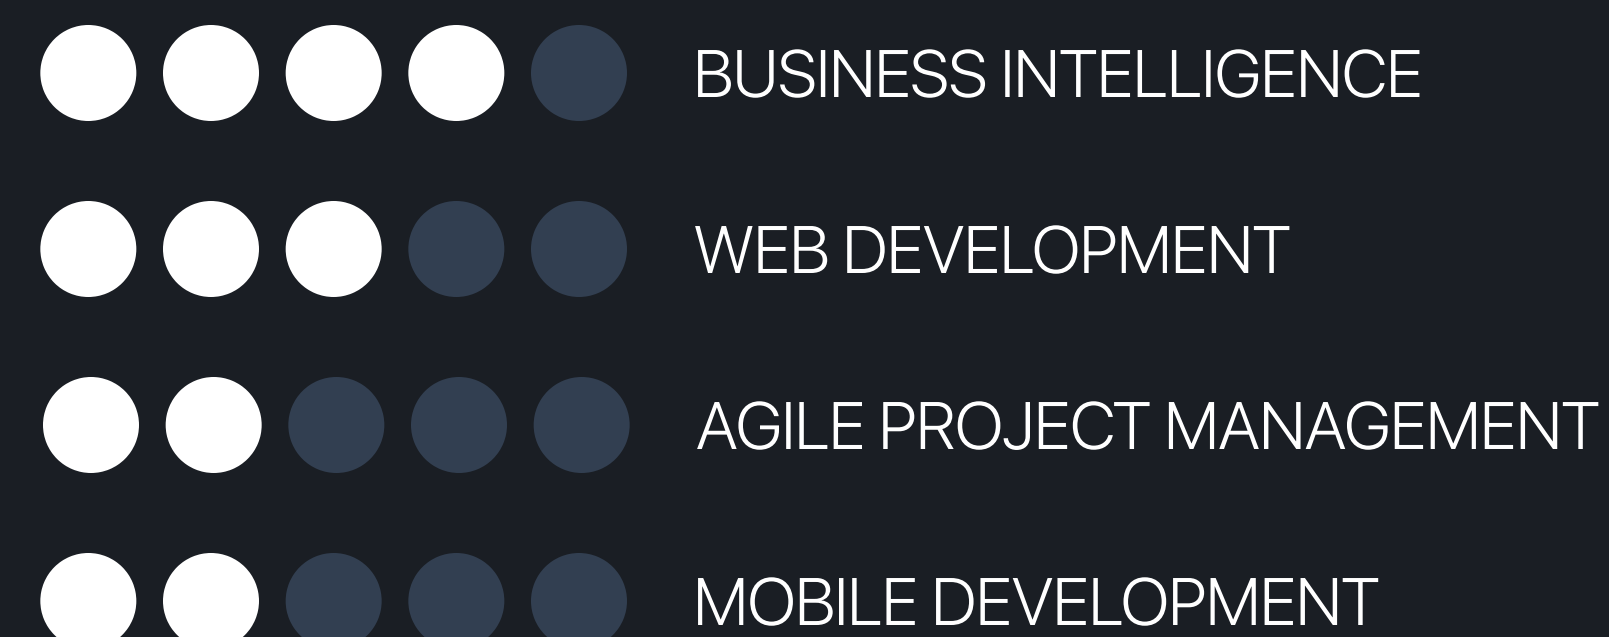 BUSINESS INTELLIGENCE
WEB DEVELOPMENT
AGILE PROJECT MANAGEMENT
MOBILE DEVELOPMENT